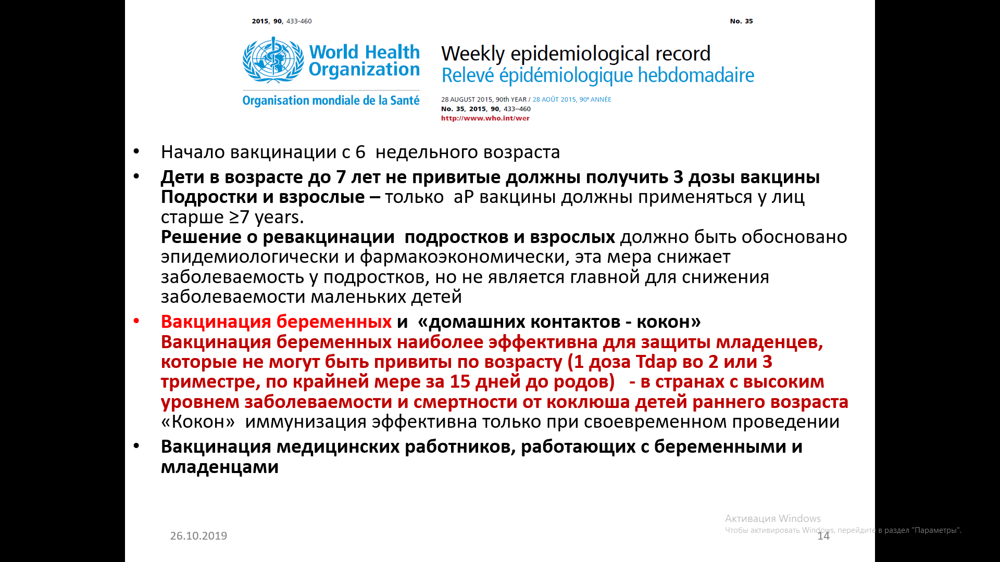 2015, 90, 433-460
No. 35
World Health
Organization
Organisation mondiale de la Santé
Weekly epidemiological record
Relevé épidémiologique hebdomadaire
28 AUGUST 2015, 90th YEAR / 28 AOÛT 2015, 90e ANNÉE
No. 35, 2015, 90, 433–460
http://www.who.int/wer
• Начало вакцинации с 6 недельного возраста
• Дети в возрасте до 7 лет не привитые должны получить 3 дозы вакцины
Подростки и взрослые – только аР вакцины должны применяться у лиц
старше ≥7 years.
Решение о ревакцинации подростков и взрослых должно быть обосновано
эпидемиологически и фармакоэкономически, эта мера снижает
заболеваемость у подростков, но не является главной для снижения
заболеваемости маленьких детей
• Вакцинация беременных и «домашних контактов - кокон»
Вакцинация беременных наиболее эффективна для защиты младенцев,
которые не могут быть привиты по возрасту (1 доза Tdap во 2 или 3
триместре, по крайней мере за 15 дней до родов) - в странах с высоким
уровнем заболеваемости и смертности от коклюша детей раннего возраста
«Кокон» иммунизация эффективна только при своевременном проведении
• Вакцинация медицинских работников, работающих с беременными и
младенцами
26.10.2019
14
Активация Windows
Чтобы активировать Windows, перейдите в раздел "Параметры".